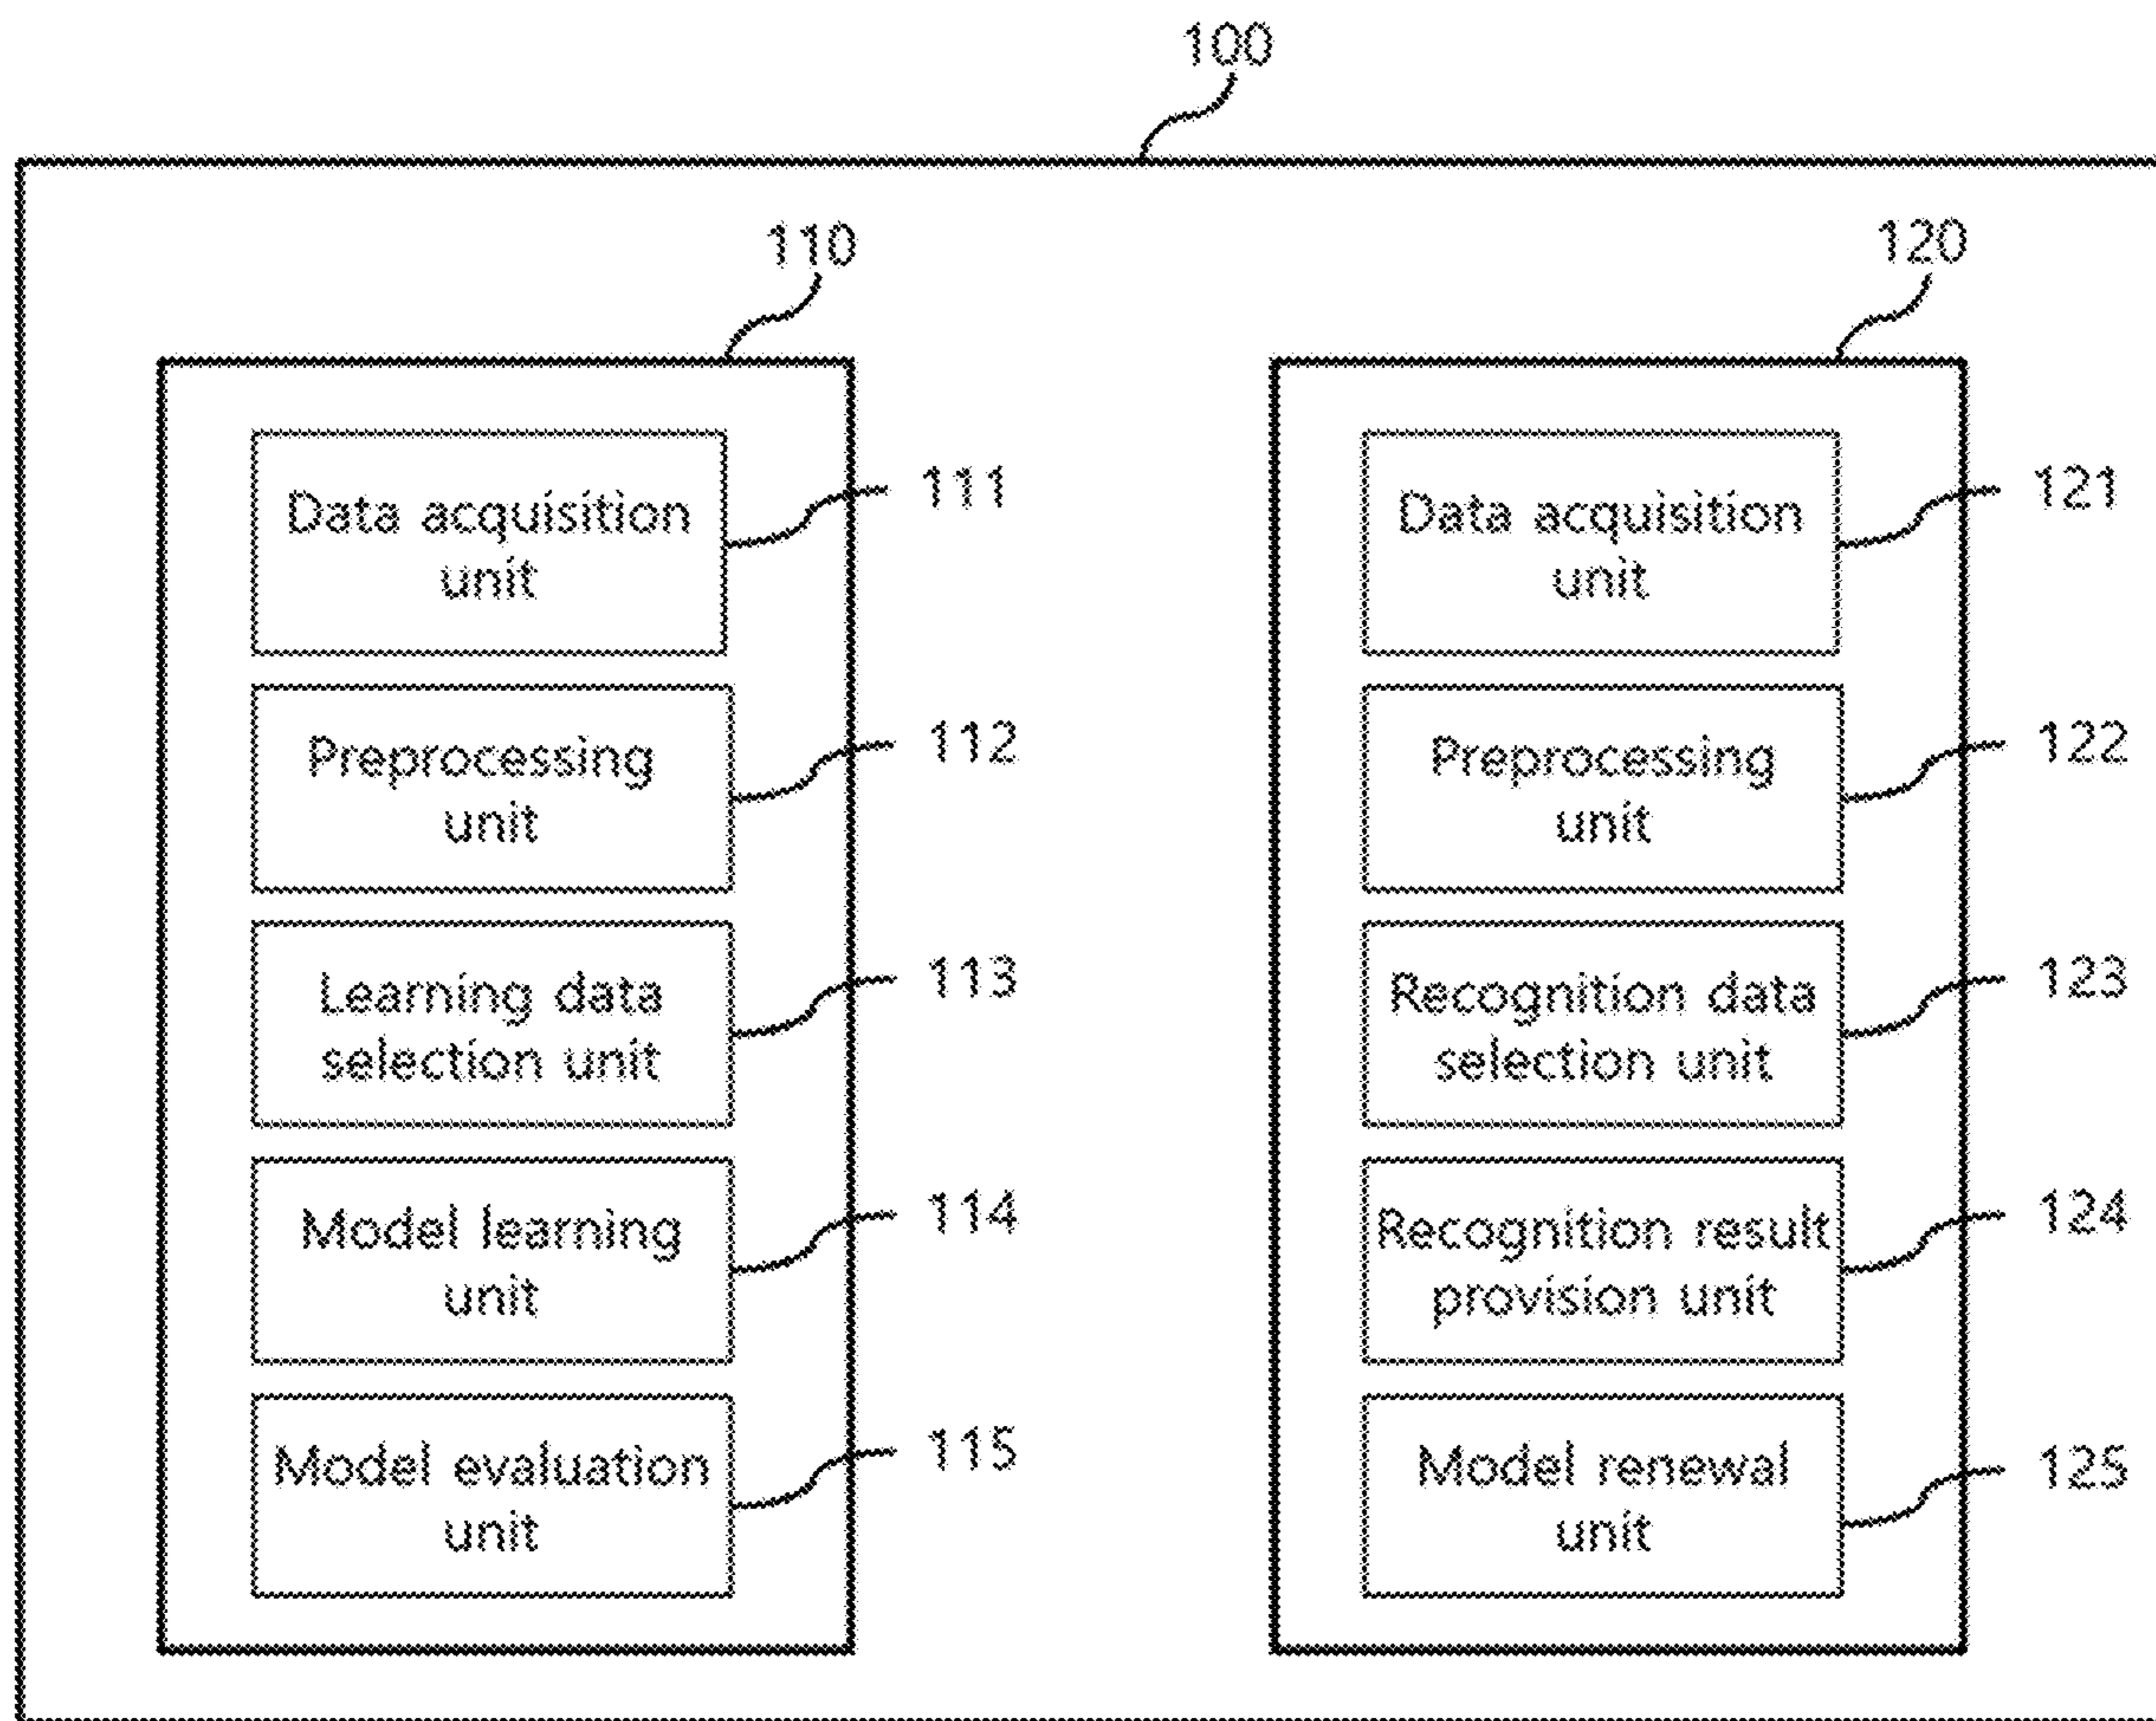 100
110
120
Data acquisition
unit
111
Preprocessing
unit
112
Learning data
selection unit
113
Model learning
unit
114
Model evaluation
unit
115
Data acquisition
unit
121
Preprocessing
unit
122
Recognition data
selection unit
123
Recognition result
provision unit
124
Model renewal
unit
125